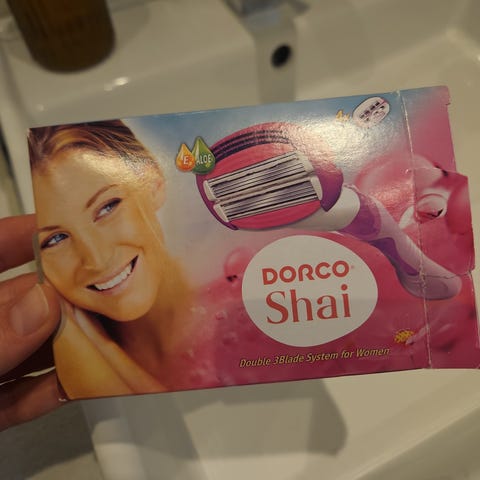 E
ALOE
DORCO
Shai
Double 3Blade System for Women